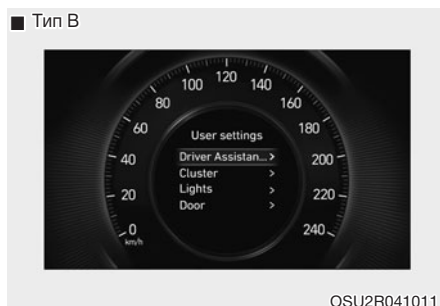 ■ Тип B
120
100 140
80 160
60 180
User settings
40 Driver Assistan... > 200
Cluster >
Lights >
20 Door > 220
0 240
km/h
OSU2R041011